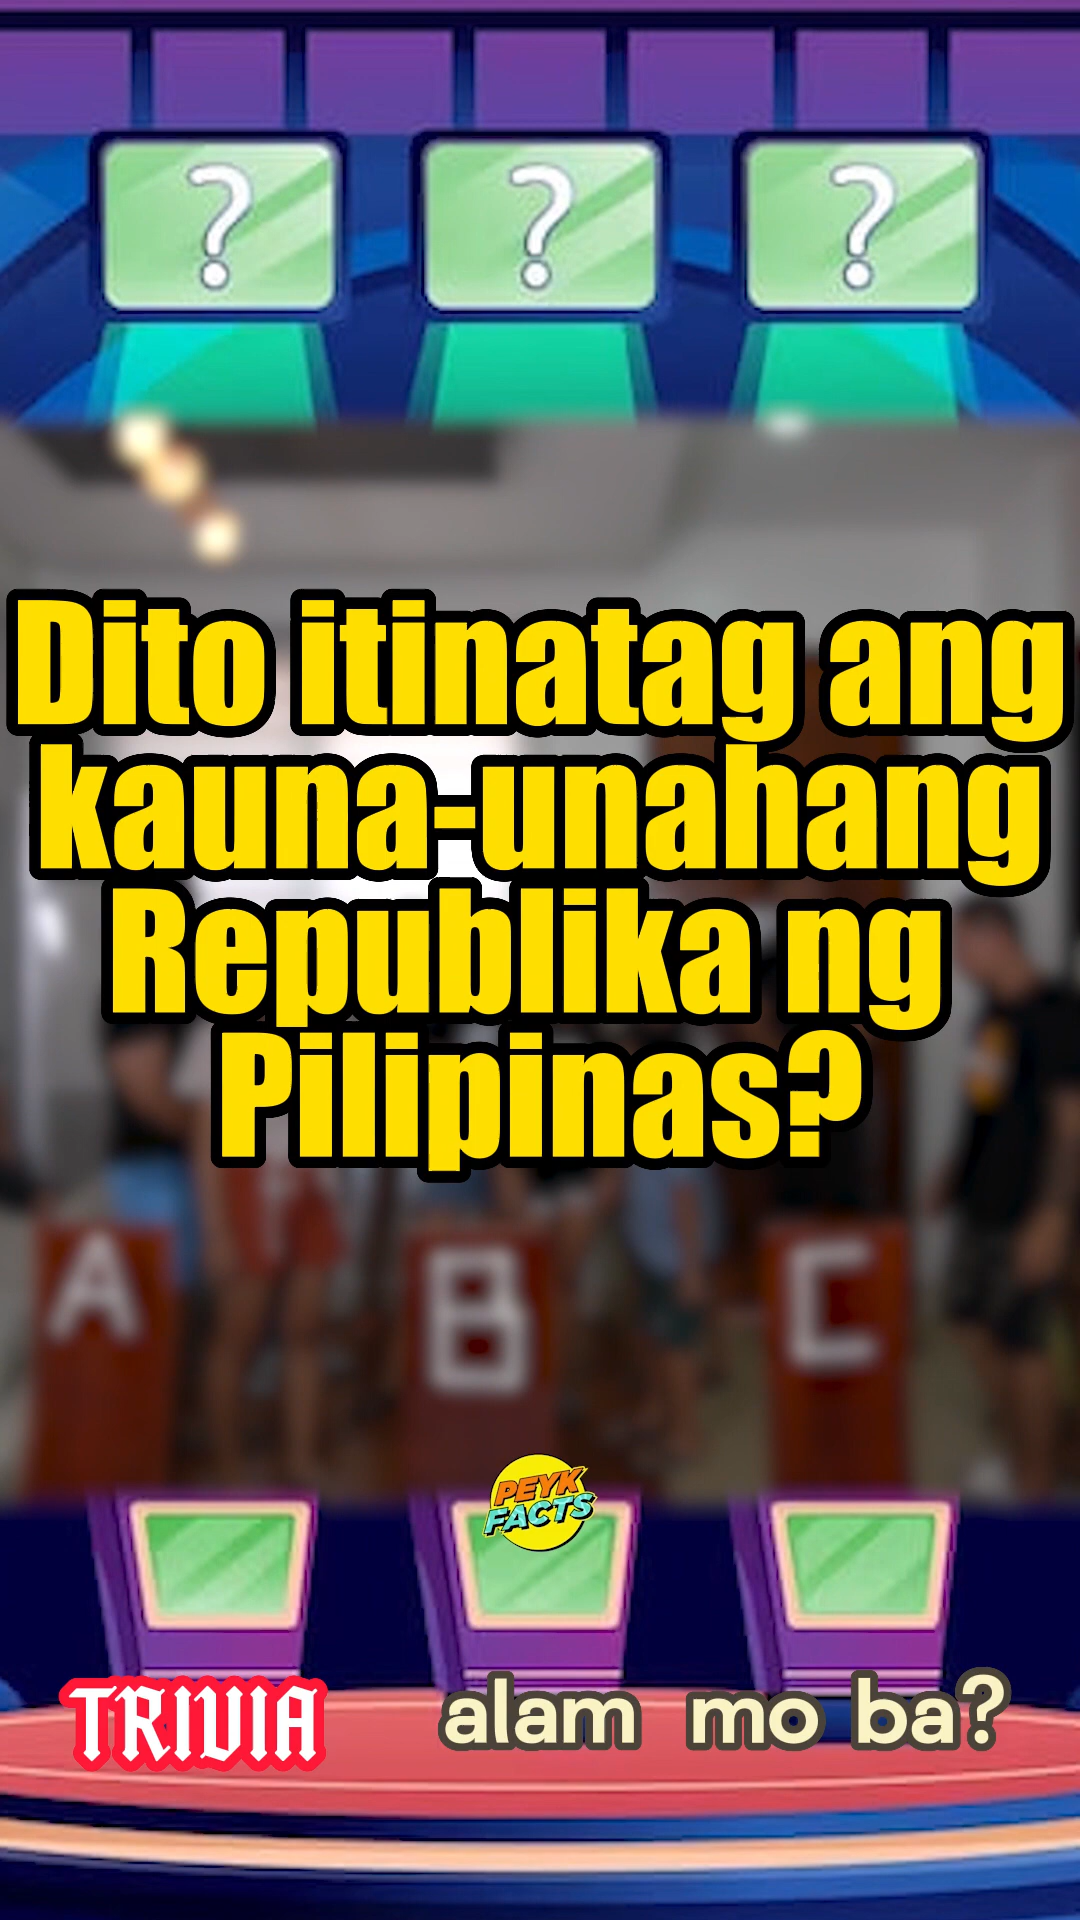 ?
?
?
Dito itinatag ang
kauna-unahang
Republika ng
Pilipinas?
A
B
C
PEYK
FACTS
TRIVIA
alam mo ba?